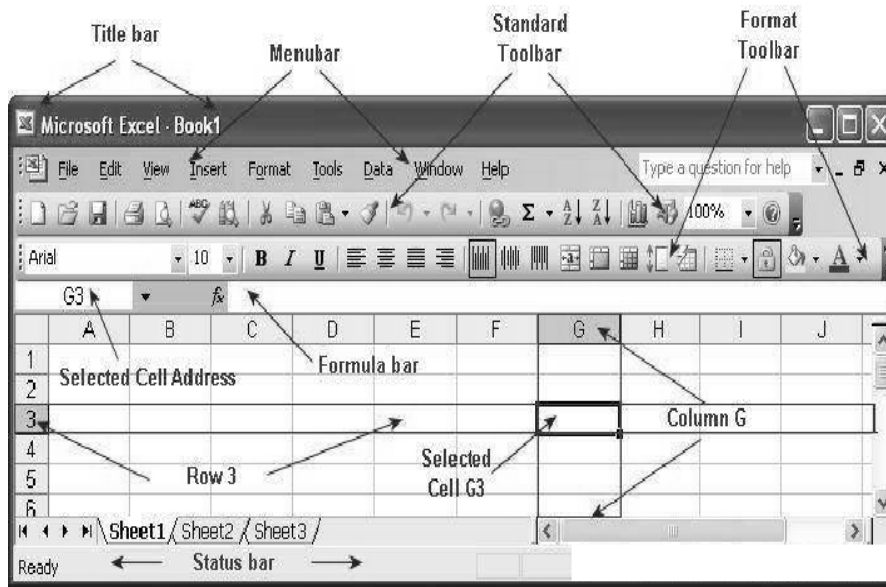 Title bar
Menubar
Standard
Toolbar
Format
Toolbar
Microsoft Excel - Book1
File Edit View Insert Format Tools Data Window Help Type a question for help
ABC Σ A Z Z A 100%
Arial 10 B I U a A
G3 fx
A B C D E F G H I J
1
Selected Cell Address Formula bar
2
3 Column G
4
Selected
Cell G3
5 Row 3
6
Sheet1 Sheet2 Sheet3
Ready Status bar